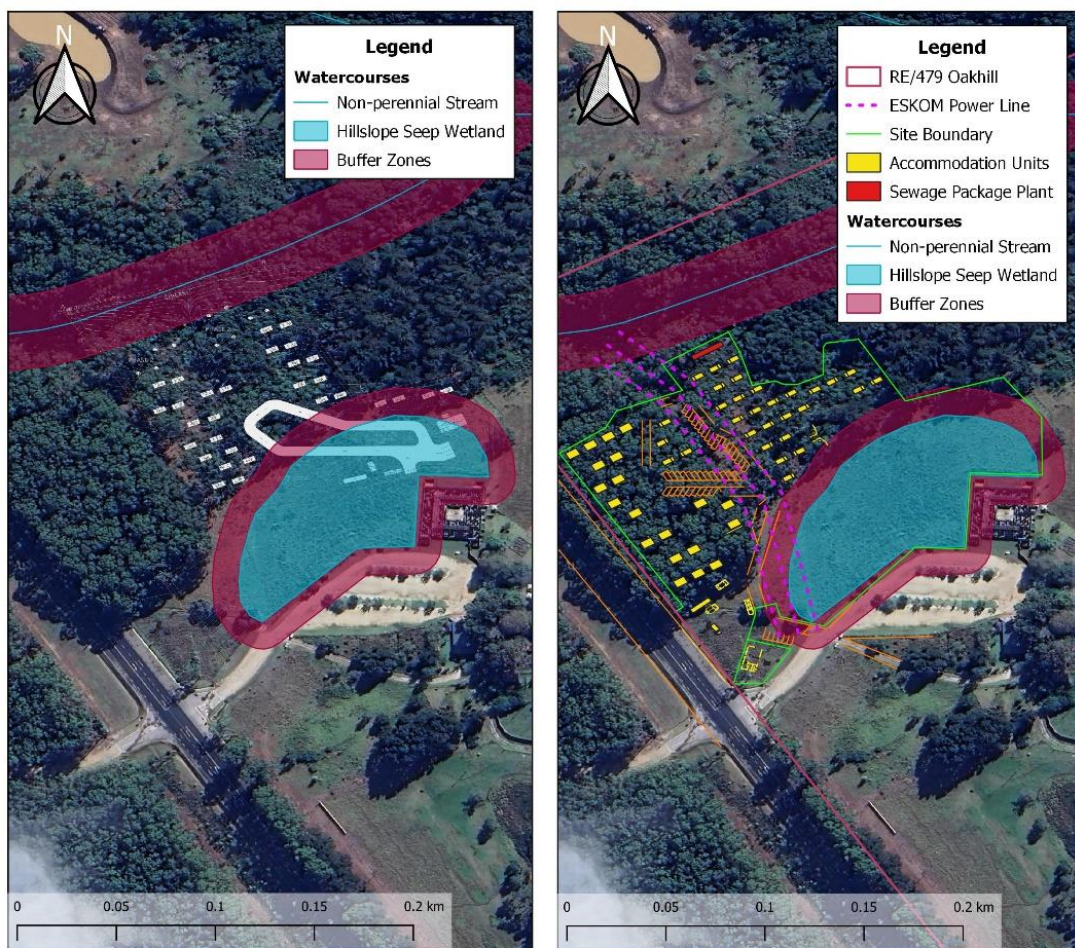 N
Legend
Watercourses
Non-perennial Stream
Hillslope Seep Wetland
Buffer Zones
0 0.05 0.1 0.15 0.2 km
N
Legend
RE/479 Oakhill
ESKOM Power Line
Site Boundary
Accommodation Units
Sewage Package Plant
Watercourses
Non-perennial Stream
Hillslope Seep Wetland
Buffer Zones
0 0.05 0.1 0.15 0.2 km